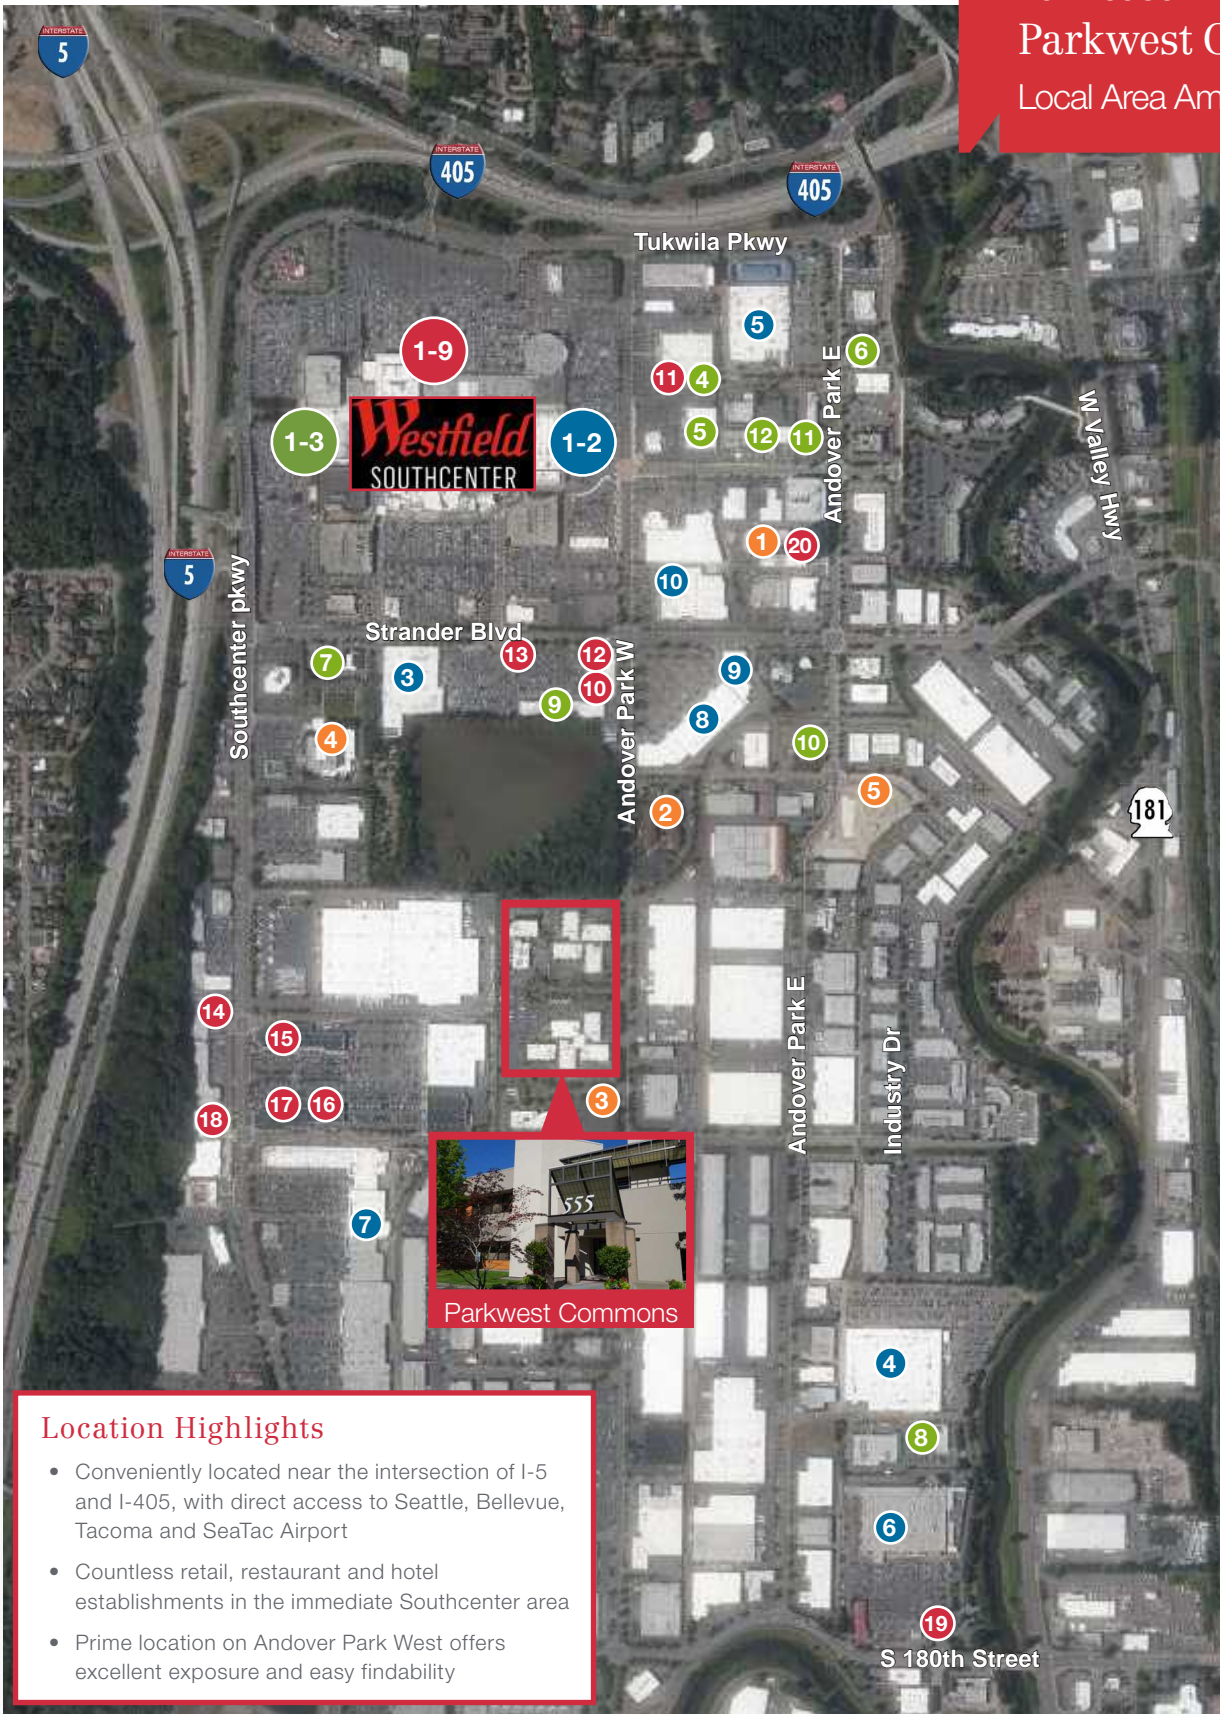 Parkwest
Local Area
INTERSTATE
5
INTERSTATE
405
INTERSTATE
405
Tukwila Pkwy
5
1-9
11
4
6
Andover Park E
1-3
Westfield
SOUTHCENTER
1-2
5
12
11
W Valley Hwy
1
20
INTERSTATE
5
10
Southcenter pkwy
Strander Blvd
7
3
13
12
10
9
Andover Park W
9
8
4
10
2
5
181
14
15
17
16
18
3
Andover Park E
Industry Dr
555
Parkwest Commons
7
4
8
6
19
S 180th Street
Location Highlights
• Conveniently located near the intersection of I-5
and I-405, with direct access to Seattle, Bellevue,
Tacoma and SeaTac Airport
• Countless retail, restaurant and hotel
establishments in the immediate Southcenter area
• Prime location on Andover Park West offers
excellent exposure and easy findability